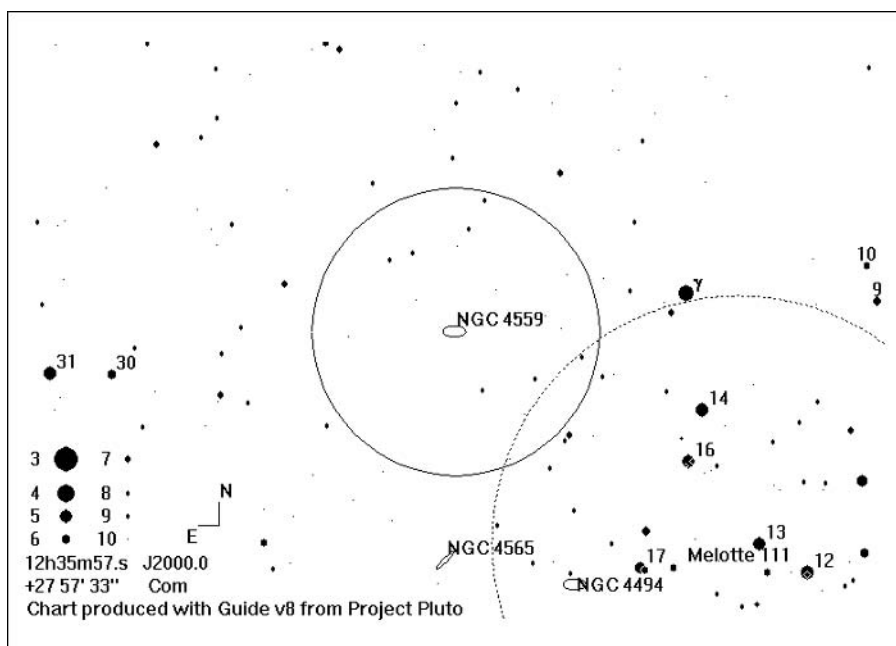 10
γ
9
NGC 4559
31 30
14
3 7
16
4 8
N
5 9
E
6 10
NGC 4565
13
Melotte 111
17
12
12h35m57.s J2000.0
+27 57' 33" Com
NGC 4494
Chart produced with Guide v8 from Project Pluto